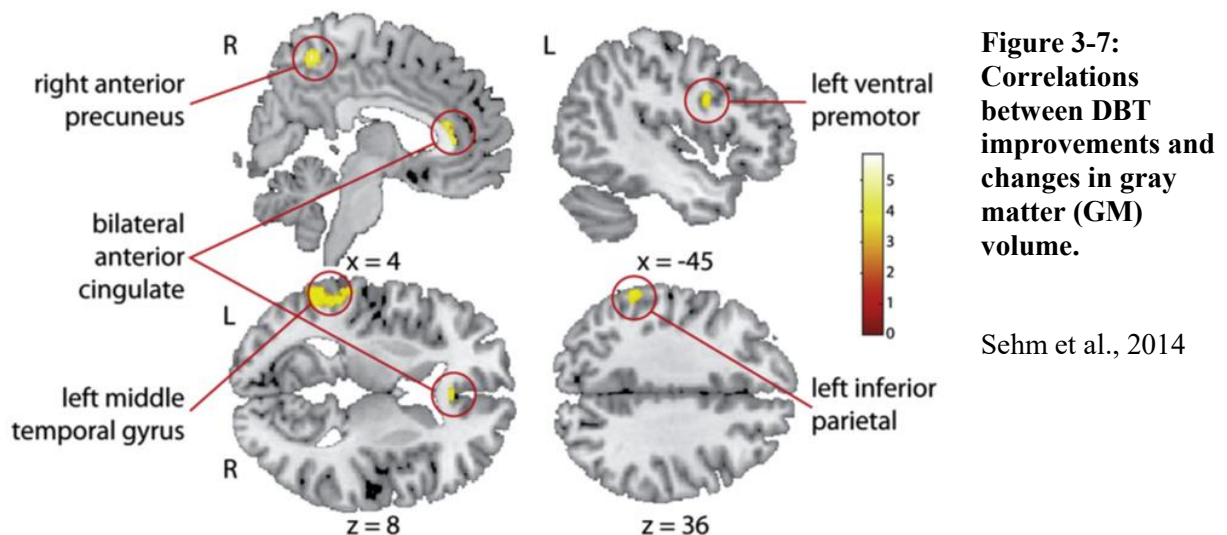 R
right anterior
precuneus
bilateral
anterior
cingulate
x = 4
L
left middle
temporal gyrus
R
z = 8
L
left ventral
premotor
x = -45
5
4
3
2
1
0
left inferior
parietal
z = 36
Figure 3-7:
Correlations
between DBT
improvements and
changes in gray
matter (GM)
volume.
Sehm et al., 2014